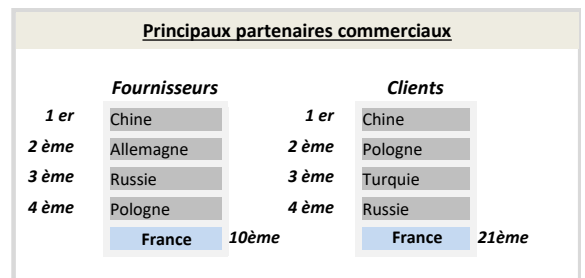 Principaux partenaires commerciaux
Fournisseurs Clients
1 er Chine 1 er Chine
2 ème Allemagne 2 ème Pologne
3 ème Russie 3 ème Turquie
4 ème Pologne 4 ème Russie
France 10ème France 21ème